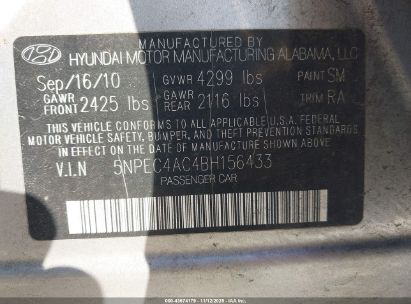 MANUFACTURED BY
HYUNDAI MOTOR MANUFACTURING ALABAMA, LLC
Sep/16/10 GVWR 4299 lbs PAINT SM
GAWR FRONT 2425 lbs GAWR REAR 2116 lbs TRIM RA
THIS VEHICLE CONFORMS TO ALL APPLICABLE U.S.A FEDERAL
MOTOR VEHICLE SAFETY, BUMPER, AND THEFT PREVENTION STANDARDS
IN EFFECT ON THE DATE OF MANUFACTURE SHOWN ABOVE.
V.I.N 5NPEC4AC4BH156433
PASSENGER CAR